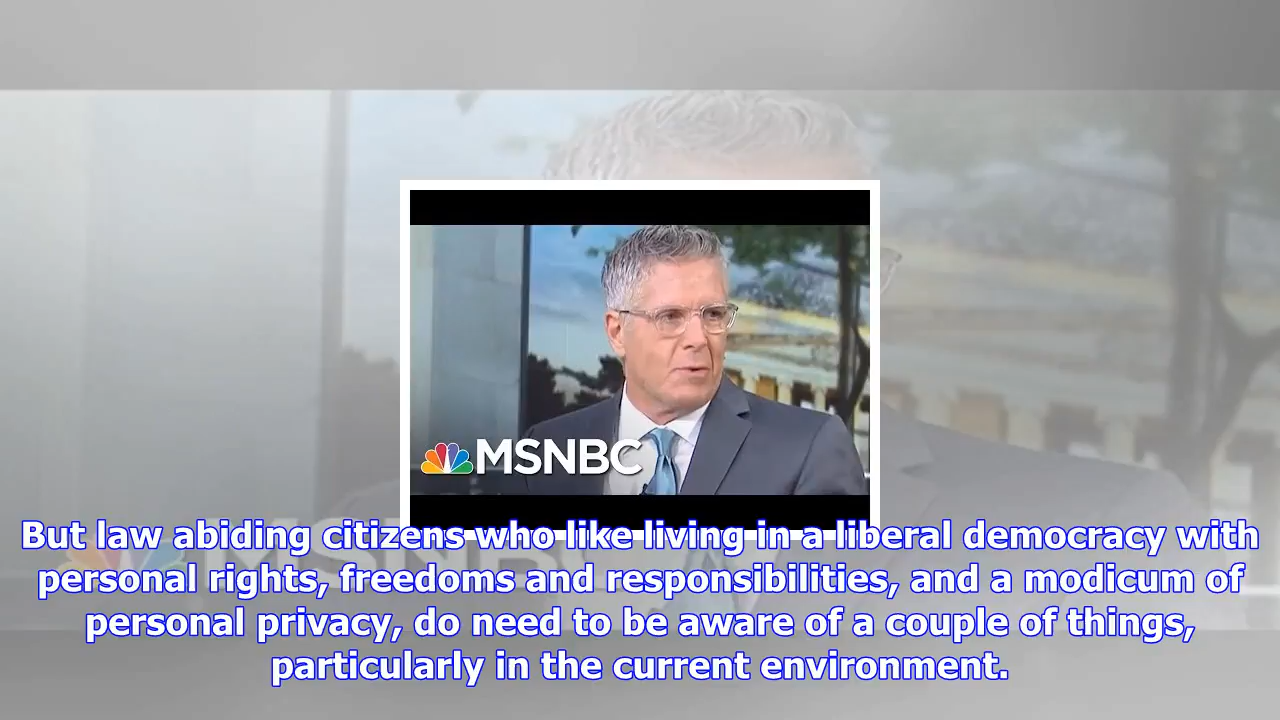 MSNBC
But law abiding citizens who like living in a liberal democracy with
personal rights, freedoms and responsibilities, and a modicum of
personal privacy, do need to be aware of a couple of things,
particularly in the current environment.